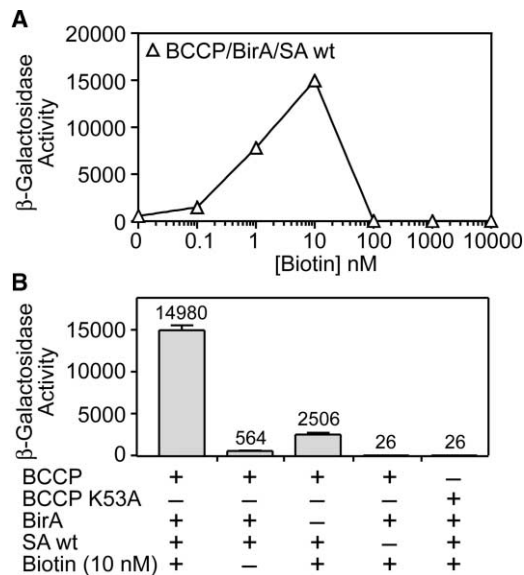 A
20000
△ BCCP/BirA/SA wt
15000
10000
5000
0
β-Galactosidase
Activity
0 0.1 1 10 100 1000 10000
[Biotin] nM
B
14980
15000
10000
5000
0
564
2506
26
26
β-Galactosidase
Activity
BCCP + + + + –
BCCP K53A – – – – +
BirA + + – + +
SA wt + + + – +
Biotin (10 nM) + – + + +